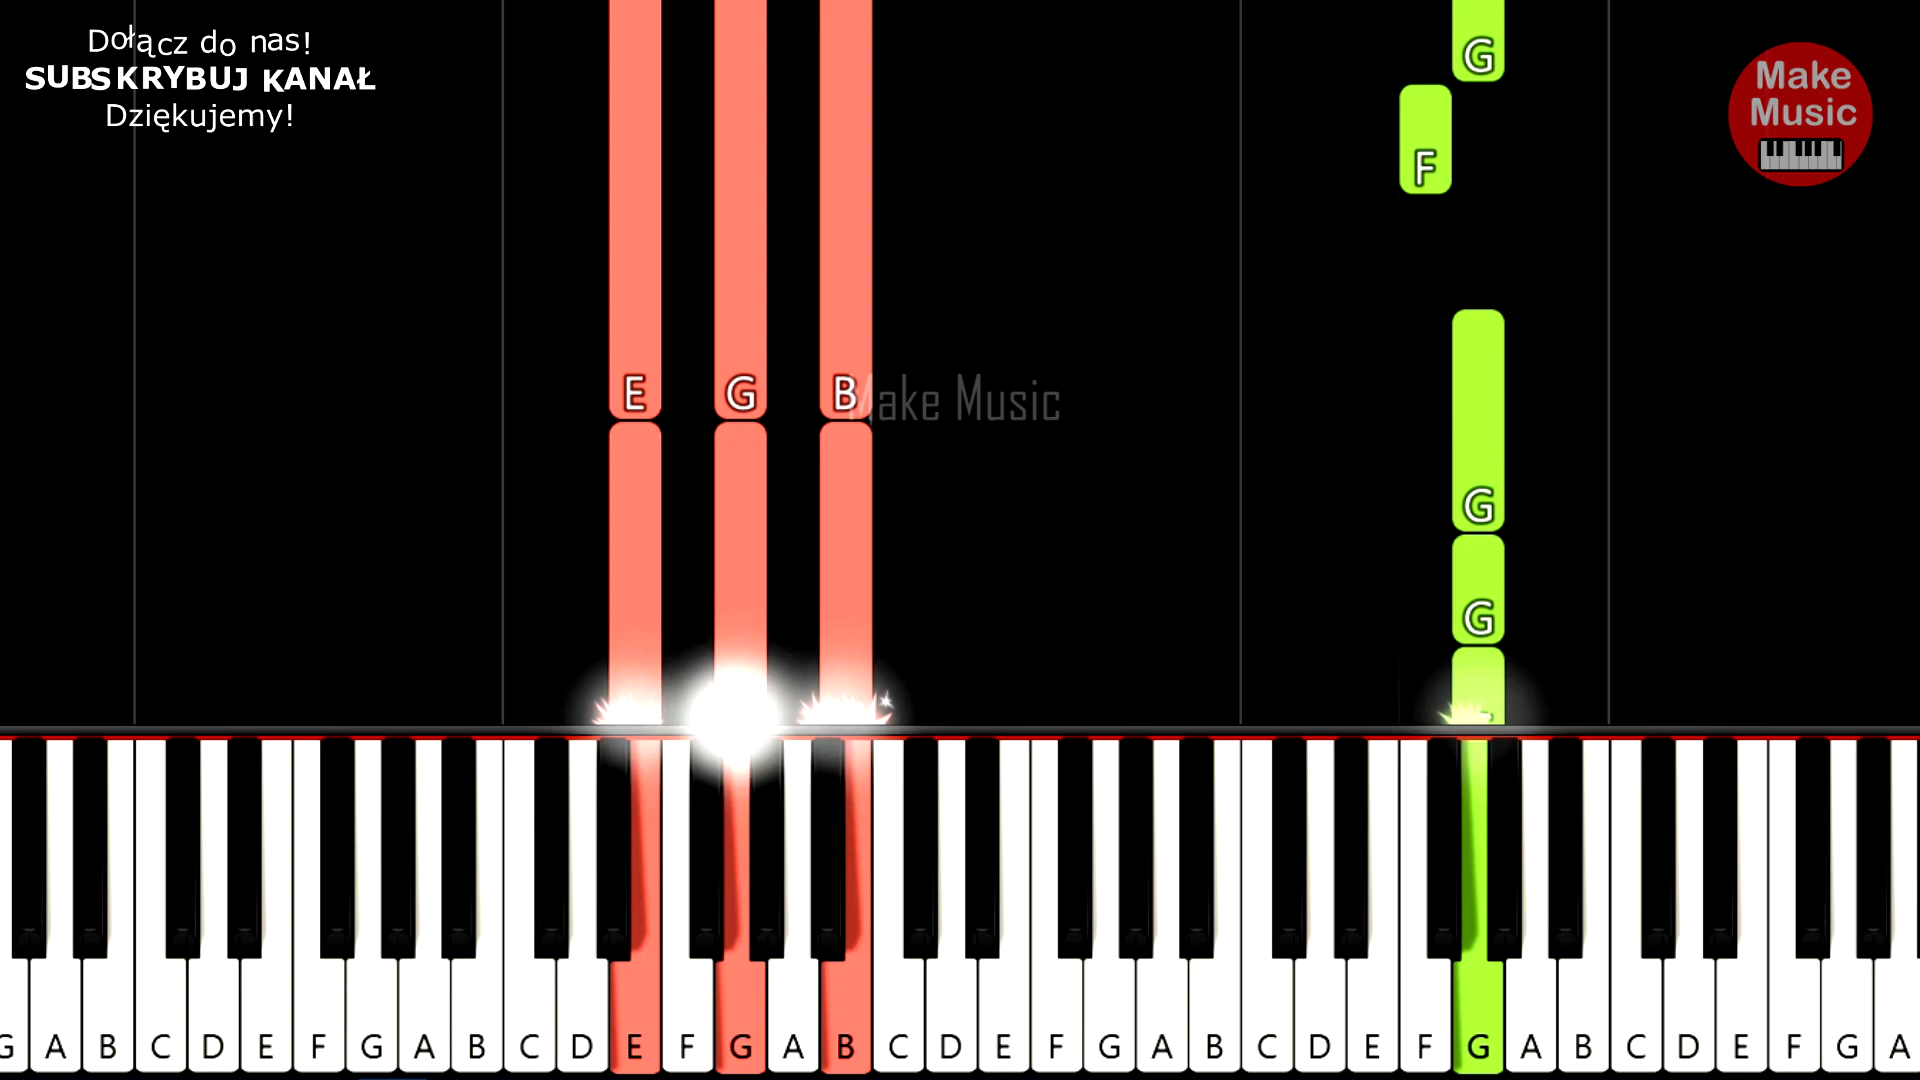 Dołącz do nas!
SUBSKRYBUJ KANAŁ
Dziękujemy!
Make
Music
G
F
E G B
Make Music
G
G
G A B C D E F G A B C D E F G A B C D E F G A B C D E F G A B C D E F G A